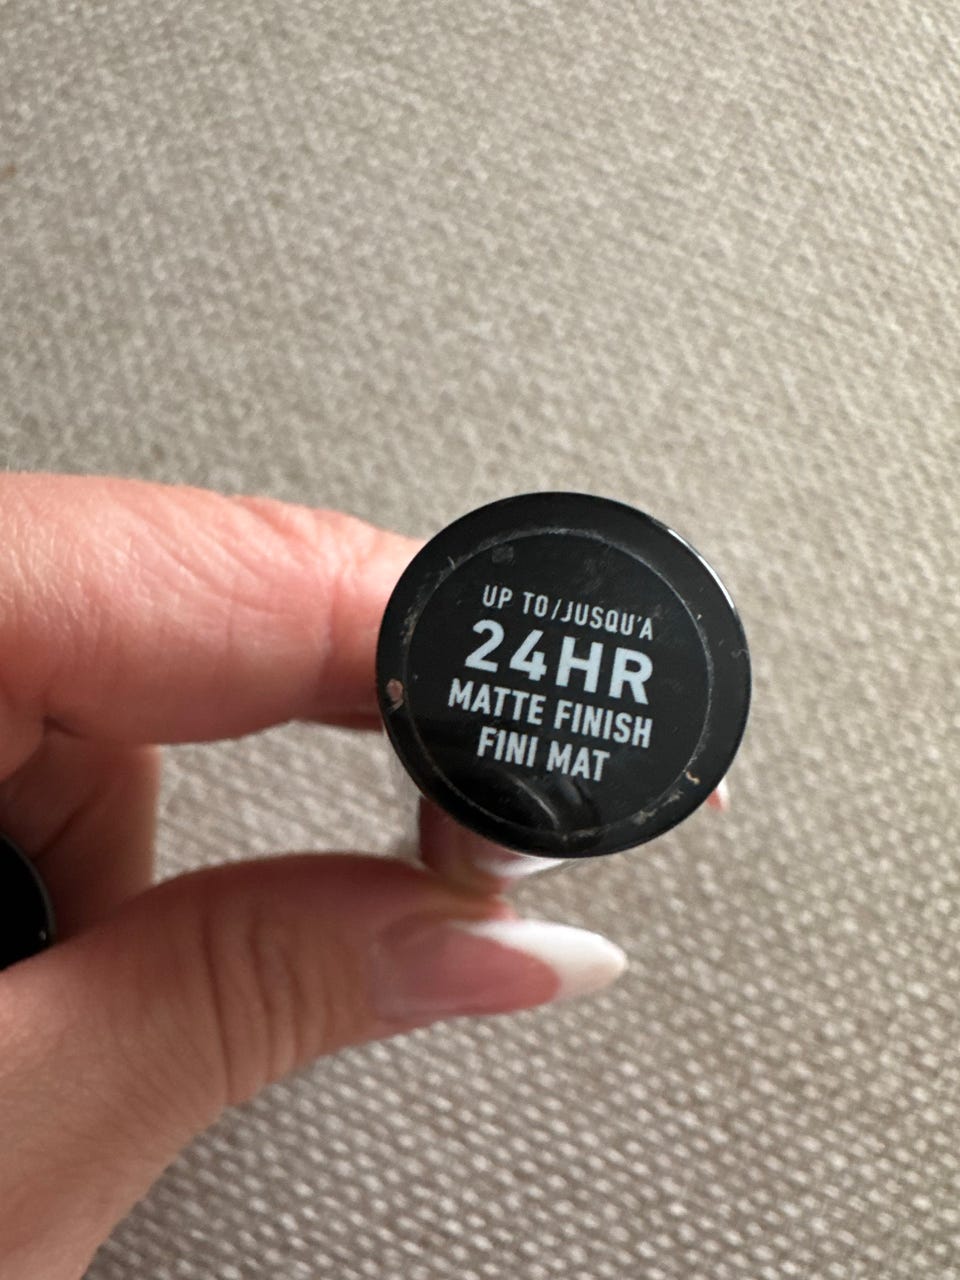 UP TO/JUSQU'A
24HR
MATTE FINISH
FINI MAT